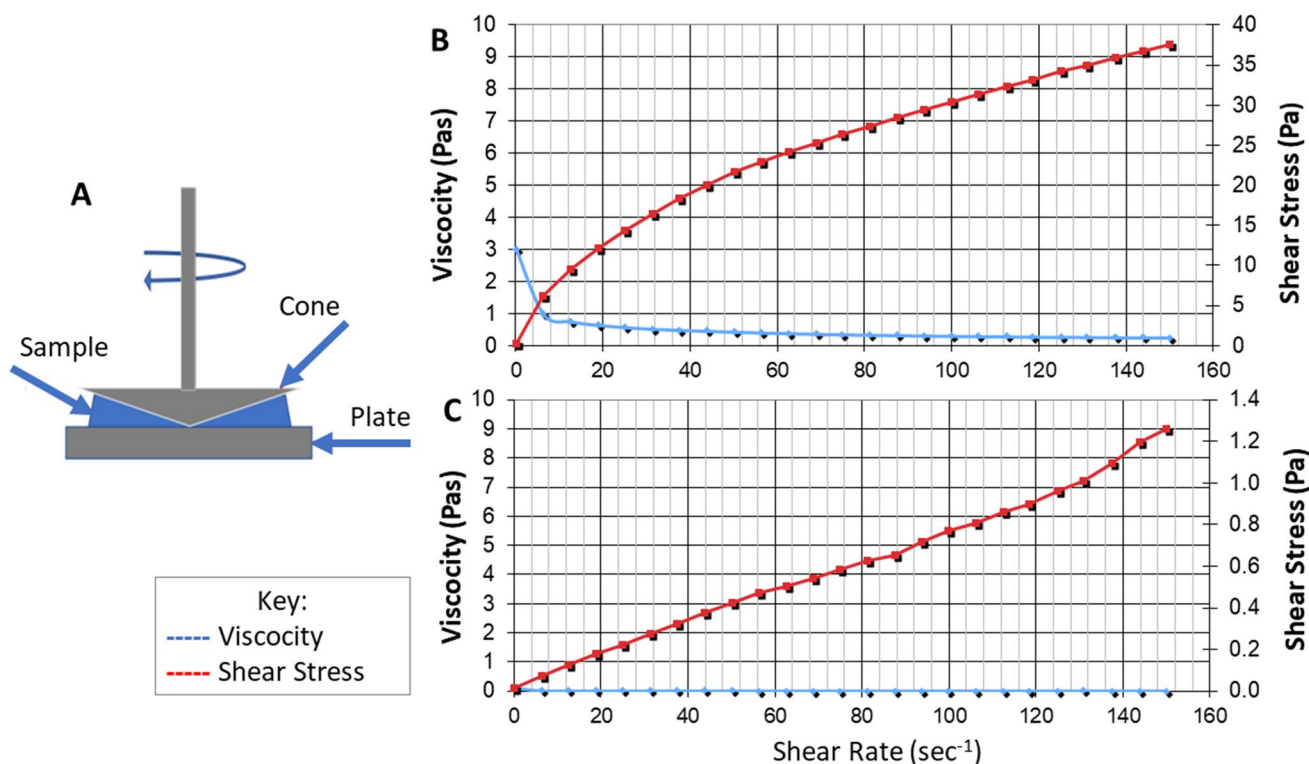 A
Sample
Cone
Plate
Key:
Viscocity
Shear Stress
B
Viscocity (Pas)
10
9
8
7
6
5
4
3
2
1
0
40
35
30
25
20
15
10
5
0
Shear Stress (Pa)
0 20 40 60 80 100 120 140 160
C
Viscocity (Pas)
10
9
8
7
6
5
4
3
2
1
0
1.4
1.2
1.0
0.8
0.6
0.4
0.2
0.0
Shear Stress (Pa)
0 20 40 60 80 100 120 140 160
Shear Rate (sec⁻¹)